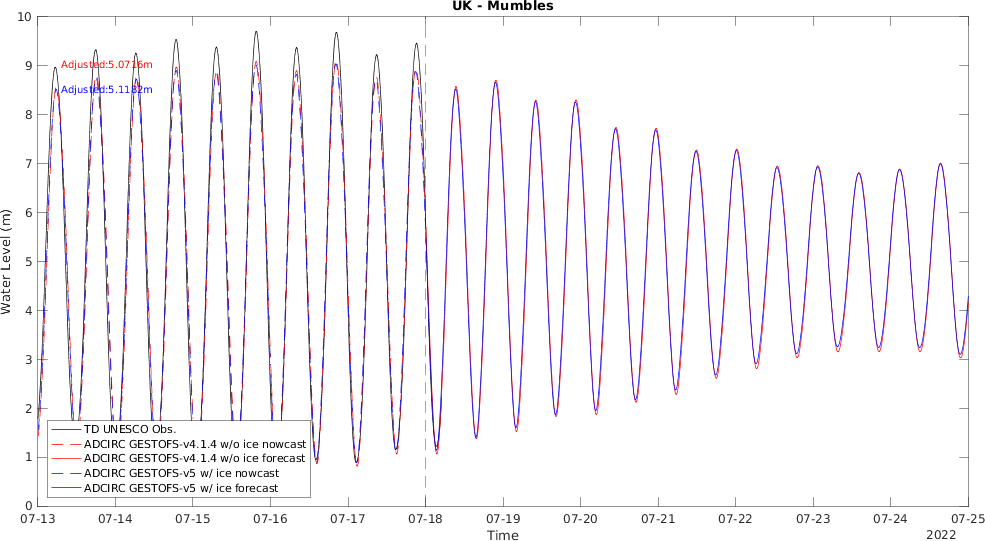 UK - Mumbles
10
9
8
7
6
5
4
3
2
1
0
Water Level (m)
Adjusted:5.0716m
Adjusted:5.1182m
TD UNESCO Obs.
ADCIRC GESTOFS-v4.1.4 w/o ice nowcast
ADCIRC GESTOFS-v4.1.4 w/o ice forecast
ADCIRC GESTOFS-v5 w/ ice nowcast
ADCIRC GESTOFS-v5 w/ ice forecast
07-13 07-14 07-15 07-16 07-17 07-18 07-19 07-20 07-21 07-22 07-23 07-24 07-25
Time
2022